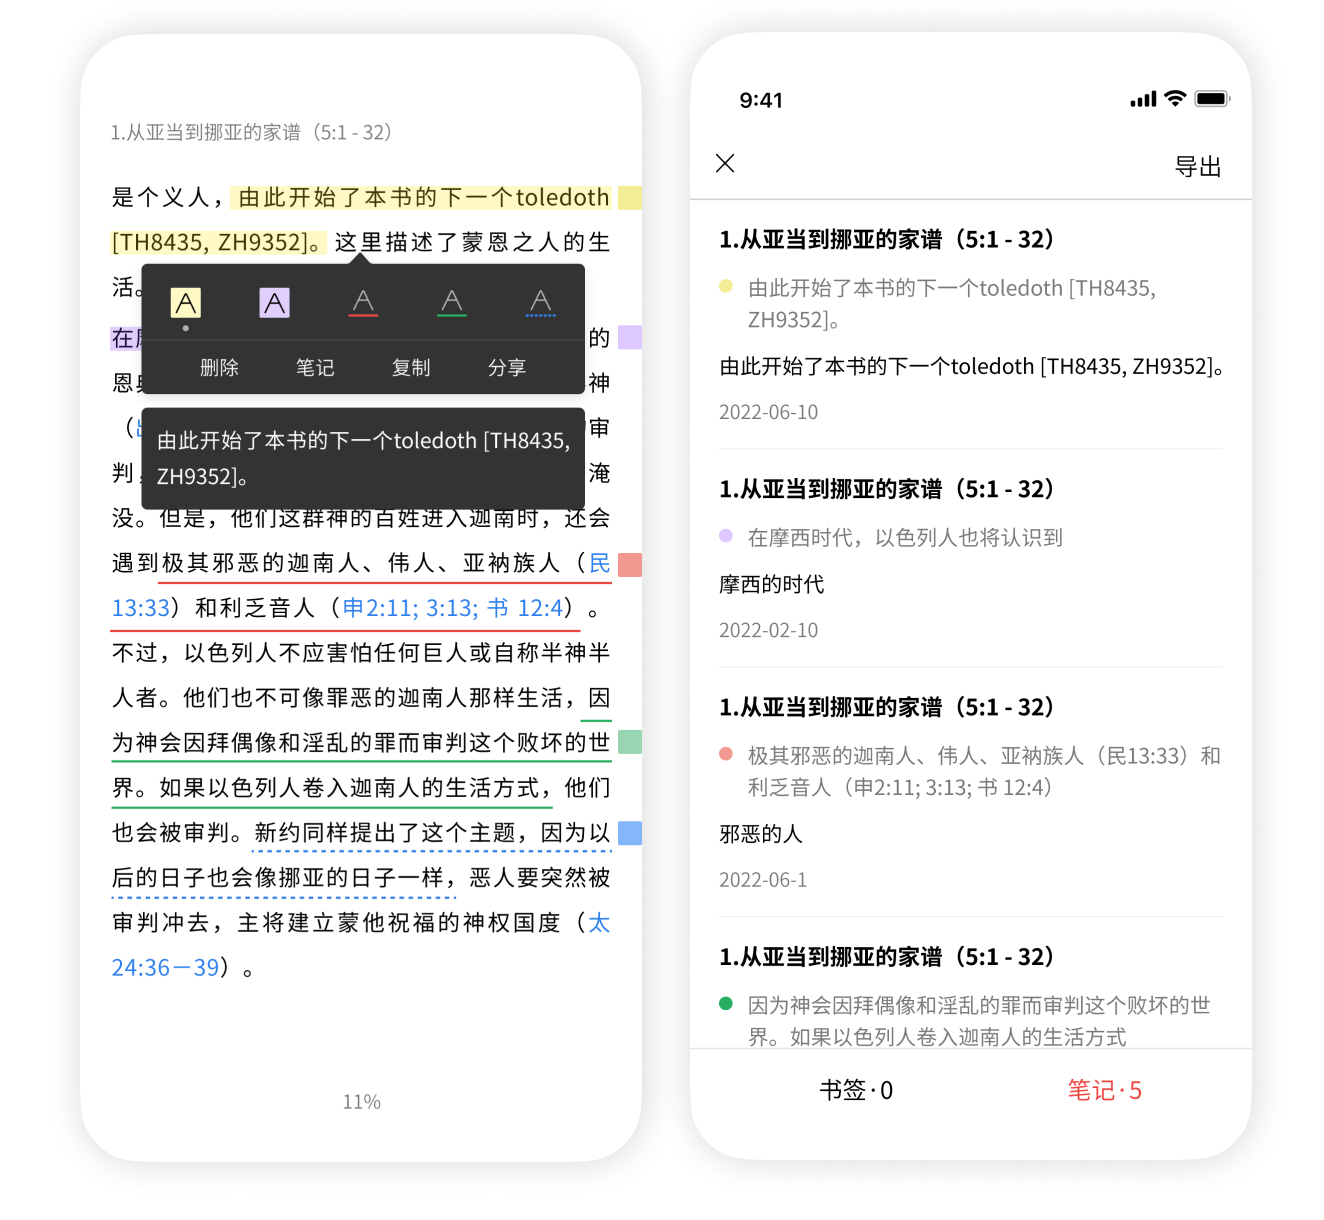 1.从亚当到挪亚的家谱（5:1 - 32）
是个义人，由此开始了本书的下一个toledoth
[TH8435, ZH9352]。这里描述了蒙恩之人的生
活。
A A A A A
删除 笔记 复制 分享
在 的
恩 神
（ 审
由此开始了本书的下一个toledoth [TH8435,
ZH9352]。
判， 淹
没。但是，他们这群神的百姓进入迦南时，还会
遇到极其邪恶的迦南人、伟人、亚衲族人（民
13:33）和利乏音人（申2:11; 3:13; 书 12:4）。
不过，以色列人不应害怕任何巨人或自称半神半
人者。他们也不可像罪恶的迦南人那样生活，因
为神会因拜偶像和淫乱的罪而审判这个败坏的世
界。如果以色列人卷入迦南人的生活方式，他们
也会被审判。新约同样提出了这个主题，因为以
后的日子也会像挪亚的日子一样，恶人要突然被
审判冲去，主将建立蒙他祝福的神权国度（太
24:36－39）。
11%
9:41
导出
1.从亚当到挪亚的家谱（5:1 - 32）
由此开始了本书的下一个toledoth [TH8435,
ZH9352]。
由此开始了本书的下一个toledoth [TH8435, ZH9352]。
2022-06-10
1.从亚当到挪亚的家谱（5:1 - 32）
在摩西时代，以色列人也将认识到
摩西的时代
2022-02-10
1.从亚当到挪亚的家谱（5:1 - 32）
极其邪恶的迦南人、伟人、亚衲族人（民13:33）和
利乏音人（申2:11; 3:13; 书 12:4）
邪恶的人
2022-06-1
1.从亚当到挪亚的家谱（5:1 - 32）
因为神会因拜偶像和淫乱的罪而审判这个败坏的世
界。如果以色列人卷入迦南人的生活方式
书签·0
笔记·5